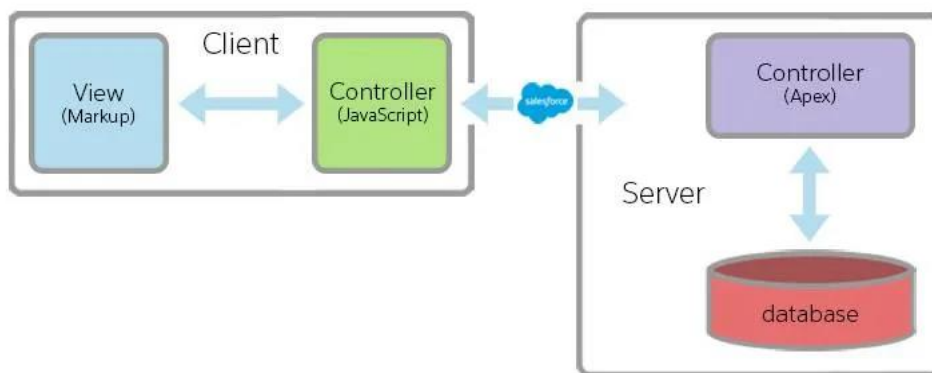 Client
View
(Markup)
Controller
(JavaScript)
salesforce
Controller
(Apex)
Server
database